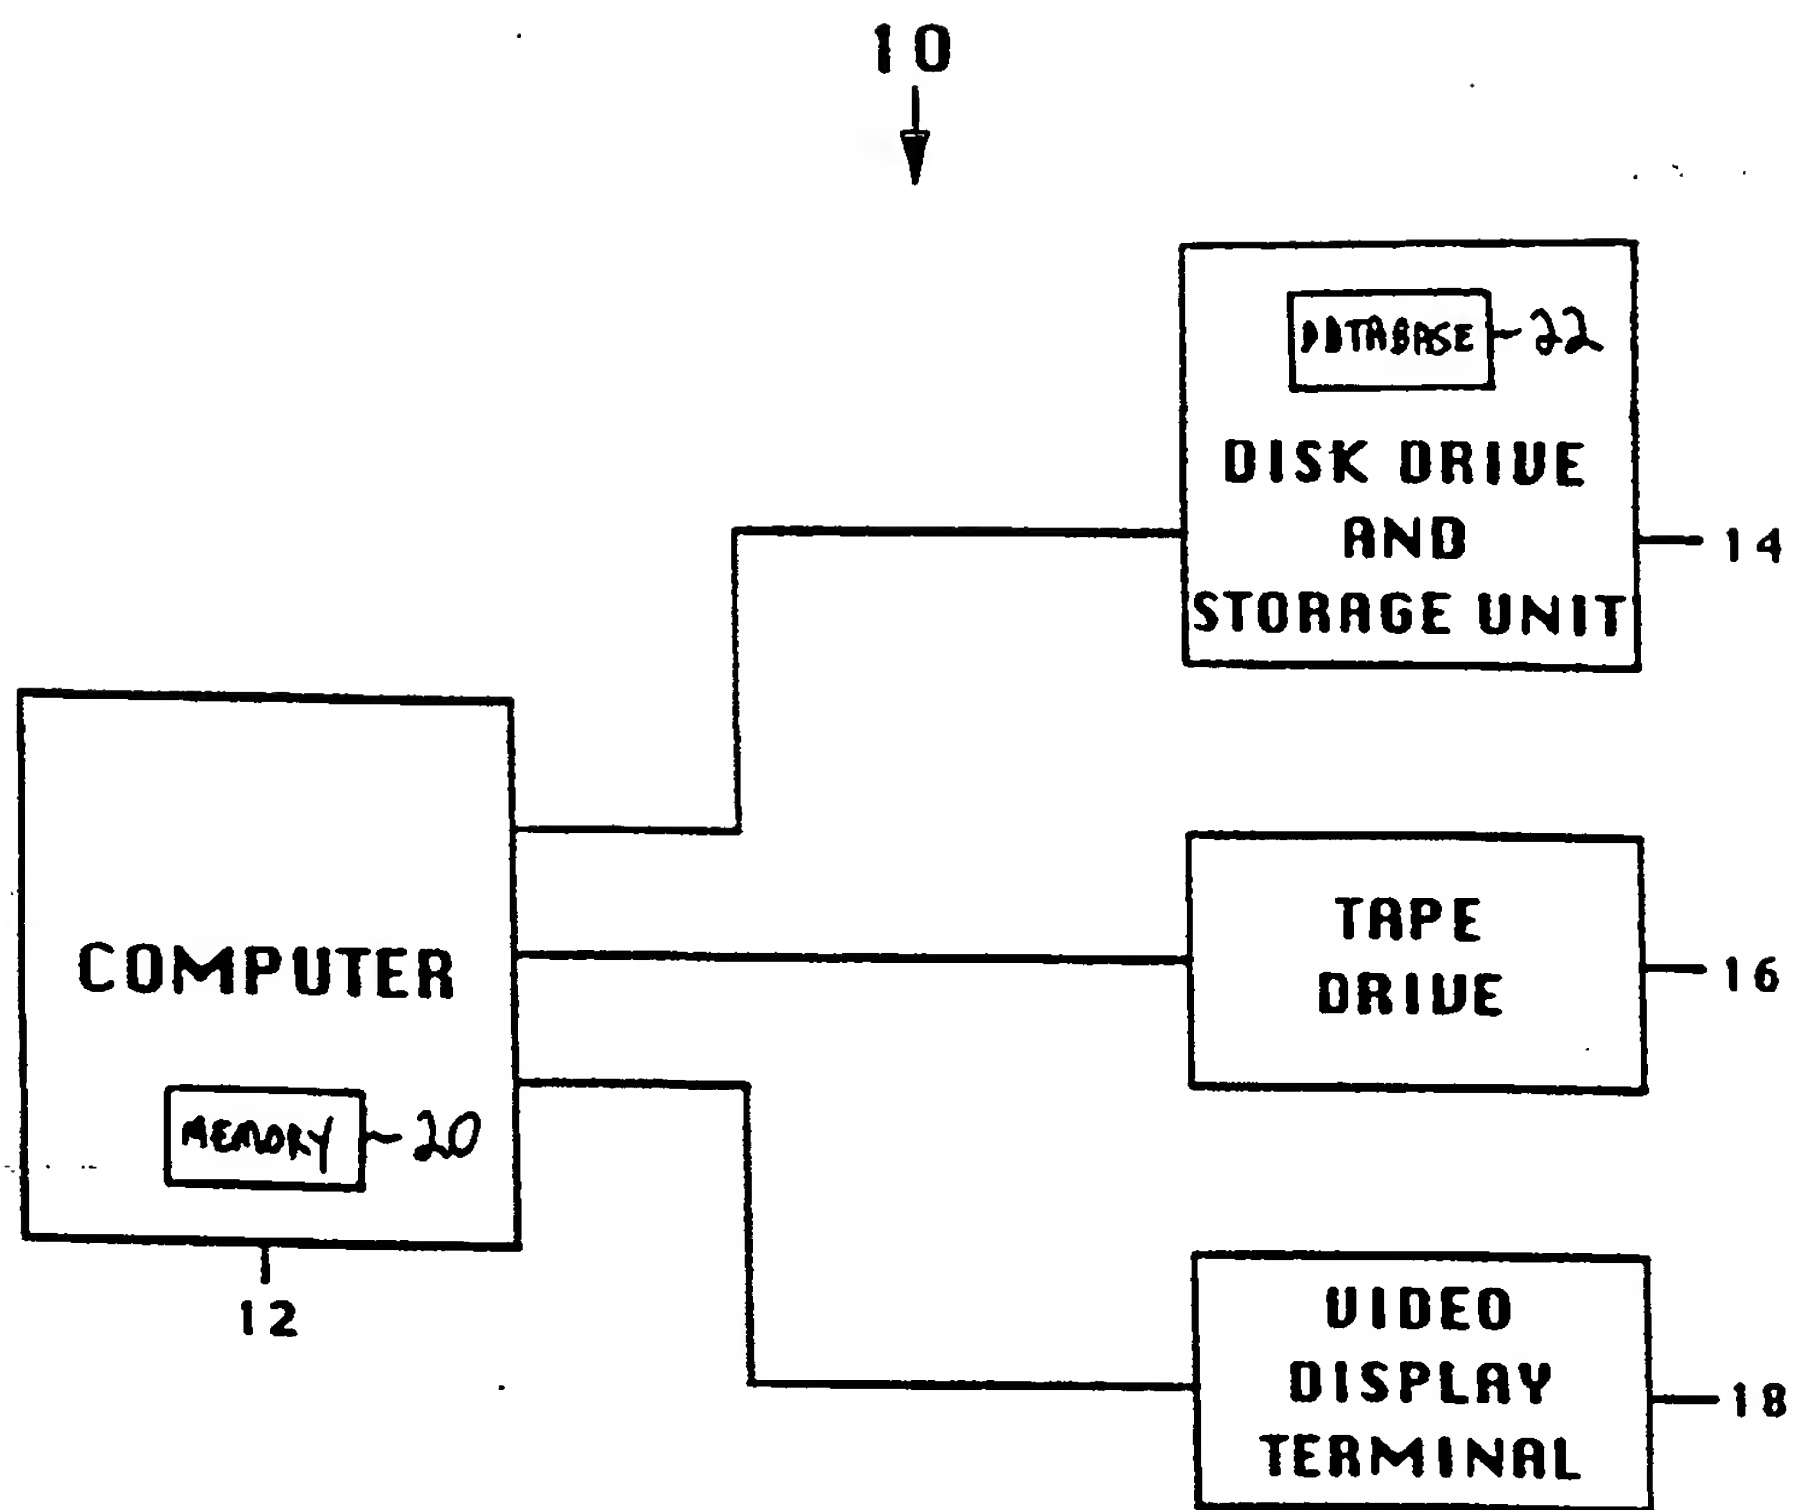 10
DATABASE 22
DISK DRIVE
AND
STORAGE UNIT
14
COMPUTER
MEMORY 20
12
TAPE
DRIVE
16
VIDEO
DISPLAY
TERMINAL
18